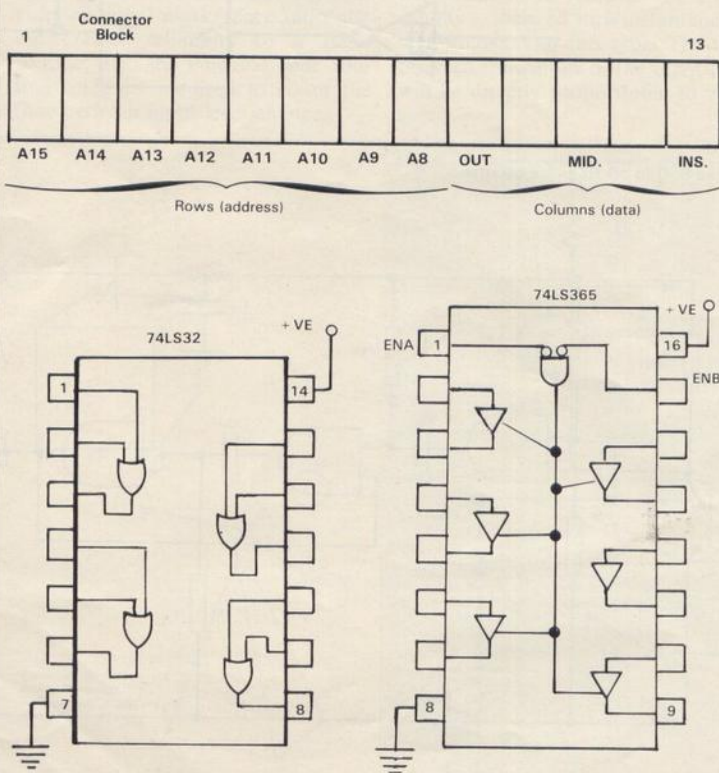 Connector
Block
1 13
A15 A14 A13 A12 A11 A10 A9 A8 OUT MID. INS.
Rows (address) Columns (data)
74LS32
+ VE
1 14
7 8
74LS365
+ VE
ENA 1 16
ENB
8 9